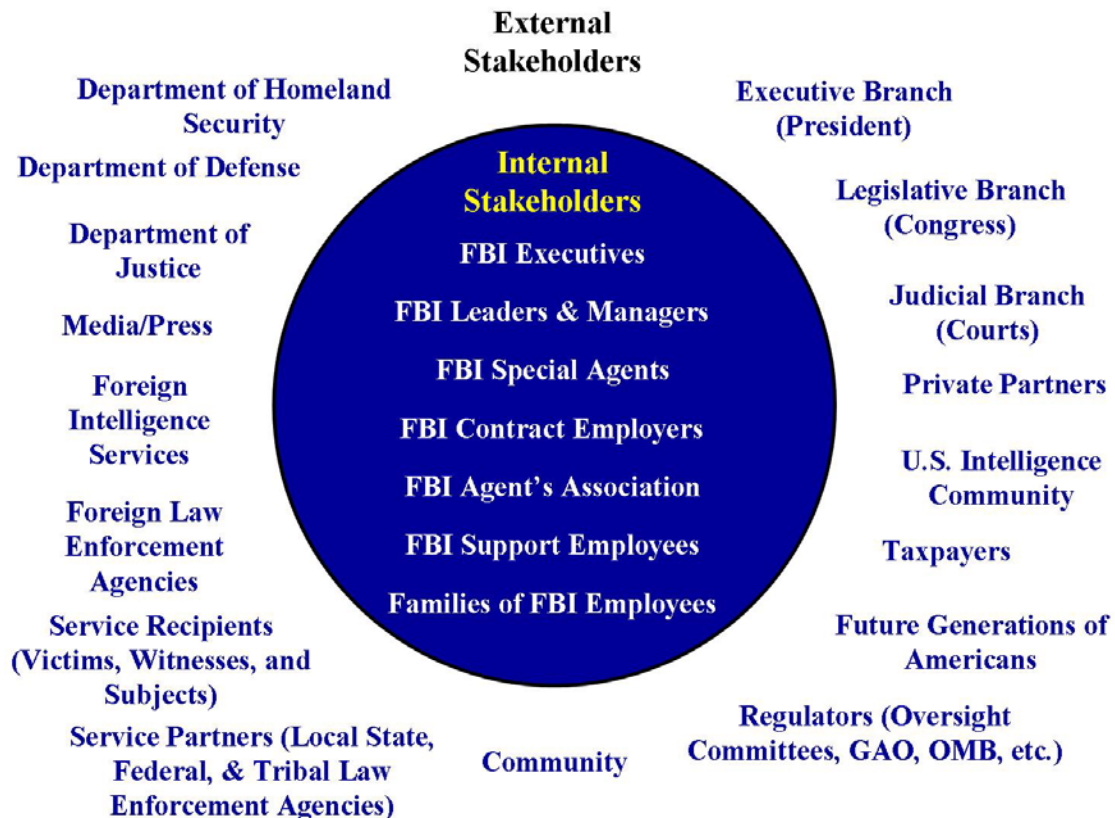 External
Stakeholders
Department of Homeland
Security
Department of Defense
Department of
Justice
Media/Press
Foreign
Intelligence
Services
Foreign Law
Enforcement
Agencies
Service Recipients
(Victims, Witnesses, and
Subjects)
Service Partners (Local State,
Federal, & Tribal Law
Enforcement Agencies)
Internal
Stakeholders
FBI Executives
FBI Leaders & Managers
FBI Special Agents
FBI Contract Employers
FBI Agent's Association
FBI Support Employees
Families of FBI Employees
Community
Executive Branch
(President)
Legislative Branch
(Congress)
Judicial Branch
(Courts)
Private Partners
U.S. Intelligence
Community
Taxpayers
Future Generations of
Americans
Regulators (Oversight
Committees, GAO, OMB, etc.)